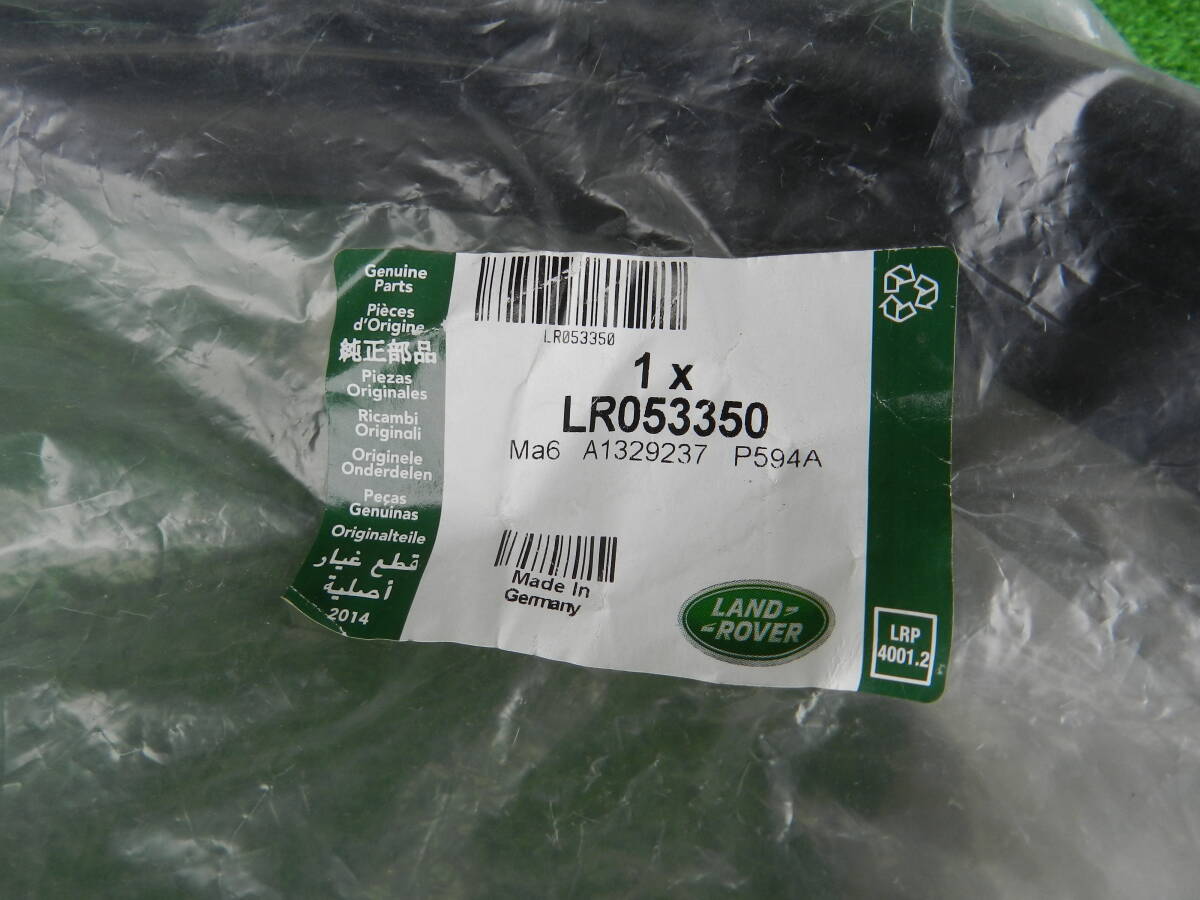 Genuine
Parts
Pièces
d'Origine
純正部品
Piezas
Originales
Ricambi
Originali
Originele
Onderdelen
Peças
Genuinas
Originalteile
قطع غيار
أصلية
2014
LR053350
1 x
LR053350
Ma6 A1329237 P594A
Made In
Germany
LAND-
ROVER
LRP
4001.2